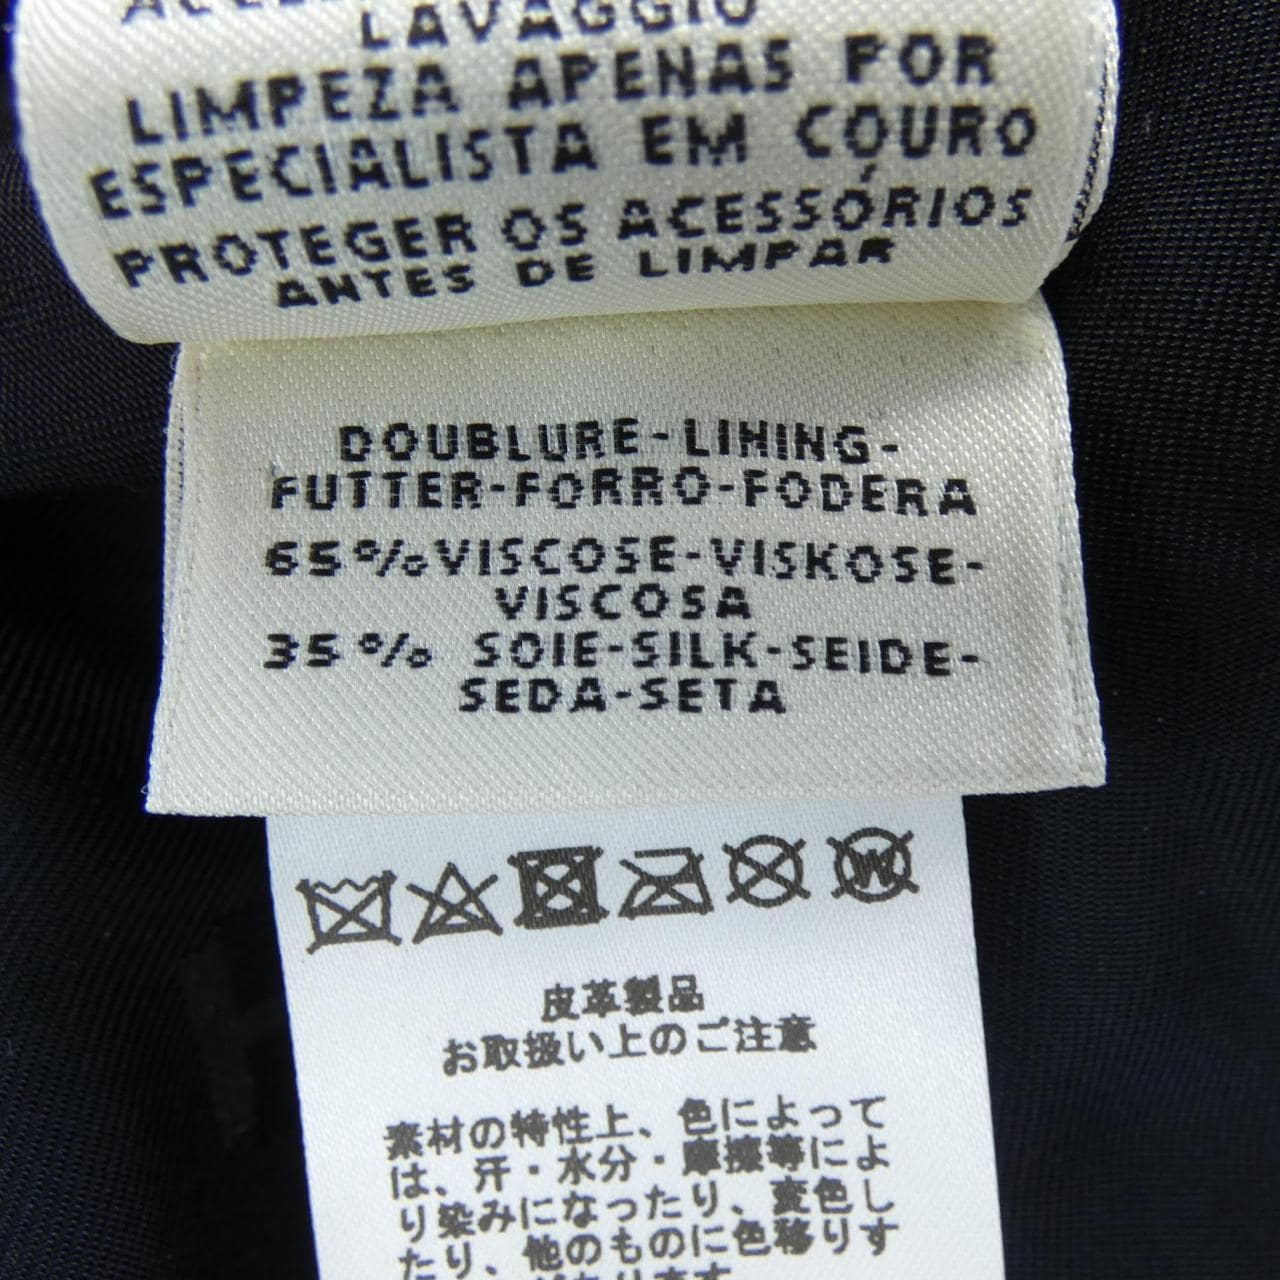 LAVAGGIO
LIMPEZA APENAS POR
ESPECIALISTA EM COURO
PROTEGER OS ACESSÓRIOS
ANTES DE LIMPAR
DOUBLURE-LINING-
FUTTER-FORRO-FODERA
65%VISCOSE-VISKOSE-
VISCOSA
35% SOIE-SILK-SEIDE-
SEDA-SETA
W
皮革製品
お取扱い上のご注意
素材の特性上、色によって
は、汗・水分・摩擦等によ
り染みになったり、変色し
たり、他のものに色移りす